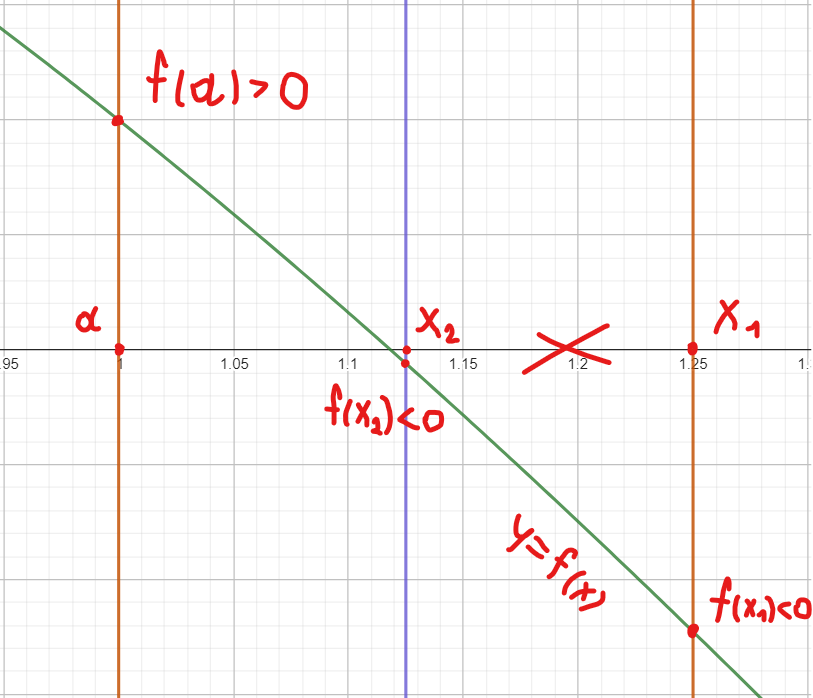 f(a)>0
a
x₂
x₁
.95
1
1.05
1.1
1.15
1.2
1.25
1.
f(x₂)<0
y=f(x)
f(x₁)<0